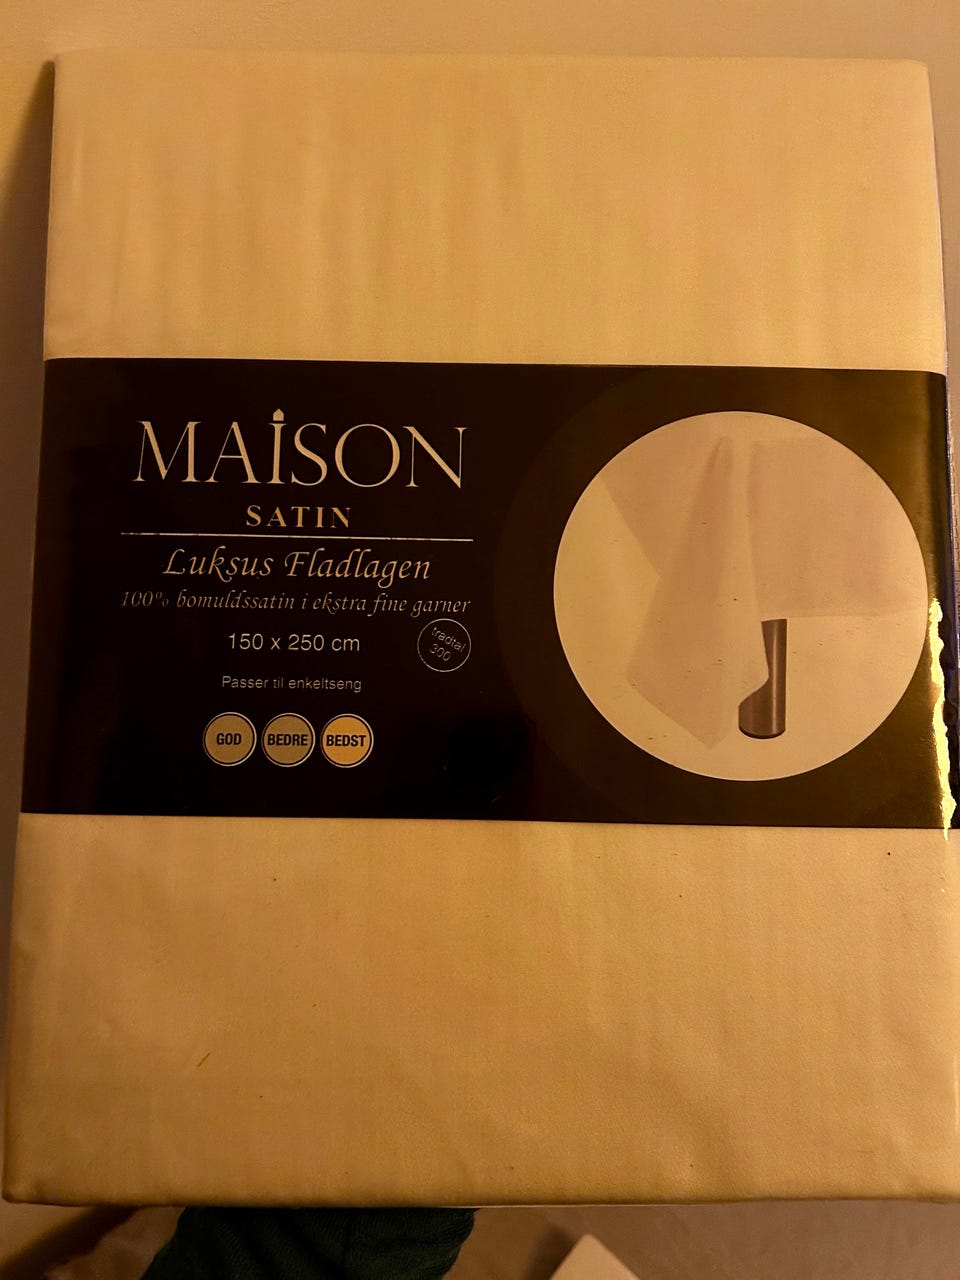 MAISON
SATIN
Luksus Fladlagen
100% bomuldssatin i ekstra fine garner
150 x 250 cm
trådtal
300
Passer til enkeltseng
GOD BEDRE BEDST